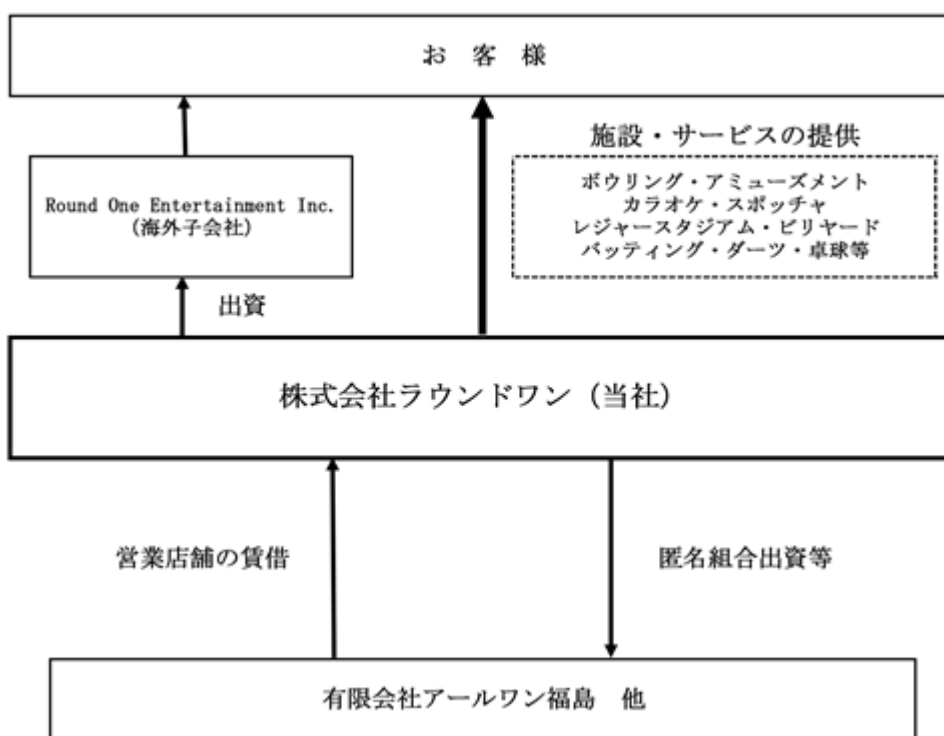 お　客　様
施設・サービスの提供
ボウリング・アミューズメント
カラオケ・スポッチャ
レジャースタジアム・ビリヤード
バッティング・ダーツ・卓球等
Round One Entertainment Inc.
(海外子会社)
出資
株式会社ラウンドワン（当社）
営業店舗の賃借
匿名組合出資等
有限会社アールワン福島　他